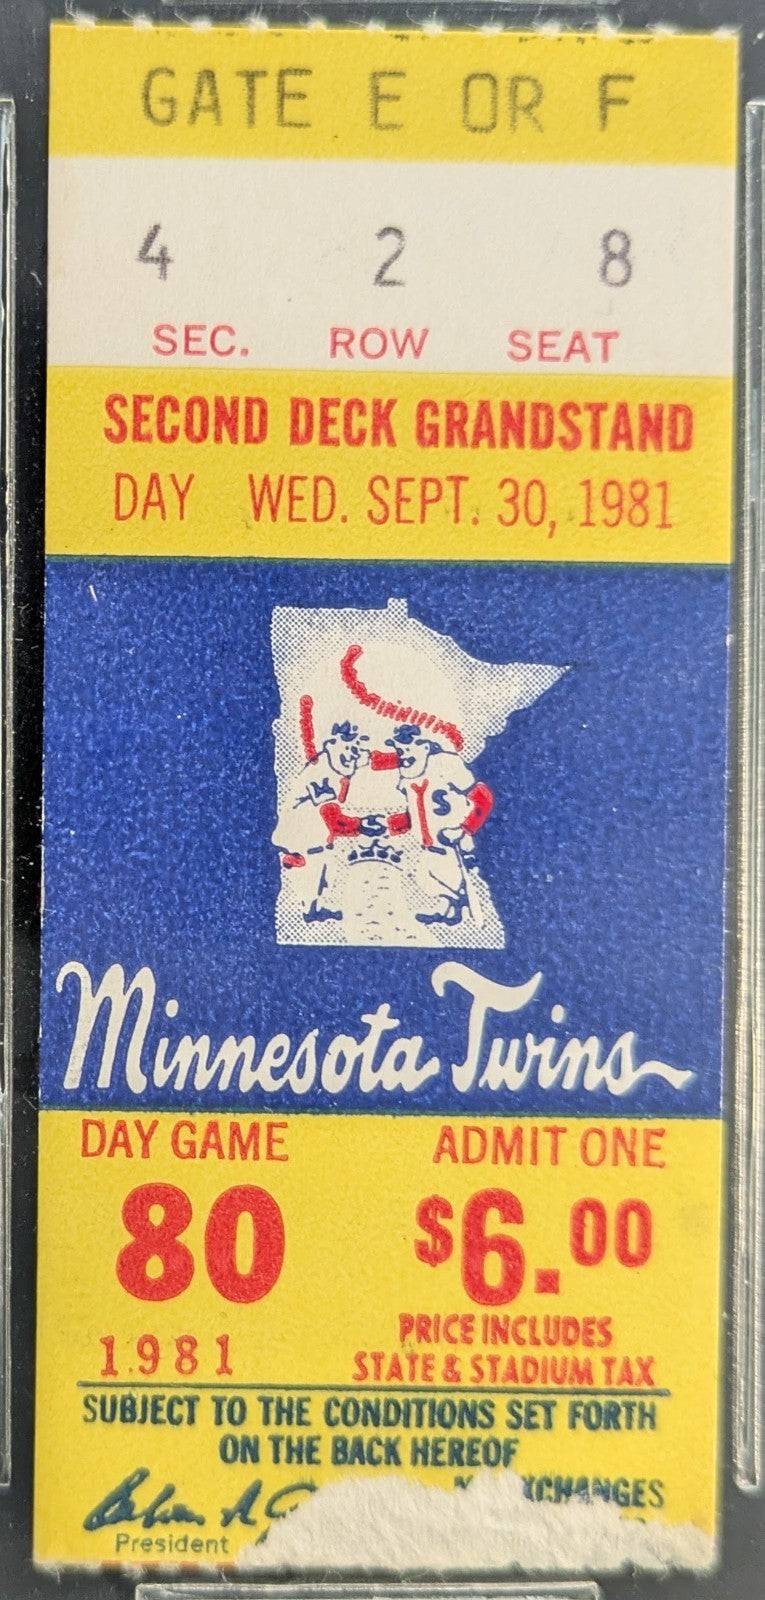 GATE E OR F
4 2 8
SEC. ROW SEAT
SECOND DECK GRANDSTAND
DAY WED. SEPT. 30, 1981
M S
S
Minnesota Twins
DAY GAME ADMIT ONE
80 $6.00
1981 PRICE INCLUDES
STATE & STADIUM TAX
SUBJECT TO THE CONDITIONS SET FORTH
ON THE BACK HEREOF
President